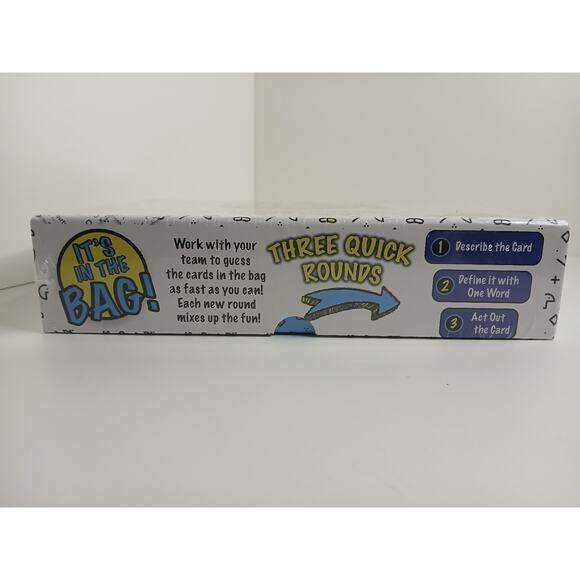 IT'S
IN THE
BAG!
Work with your
team to guess
the cards in the bag
as fast as you can!
Each new round
mixes up the fun!
THREE QUICK
ROUNDS
1 Describe the Card
2 Define it with
One Word
3 Act Out
the Card